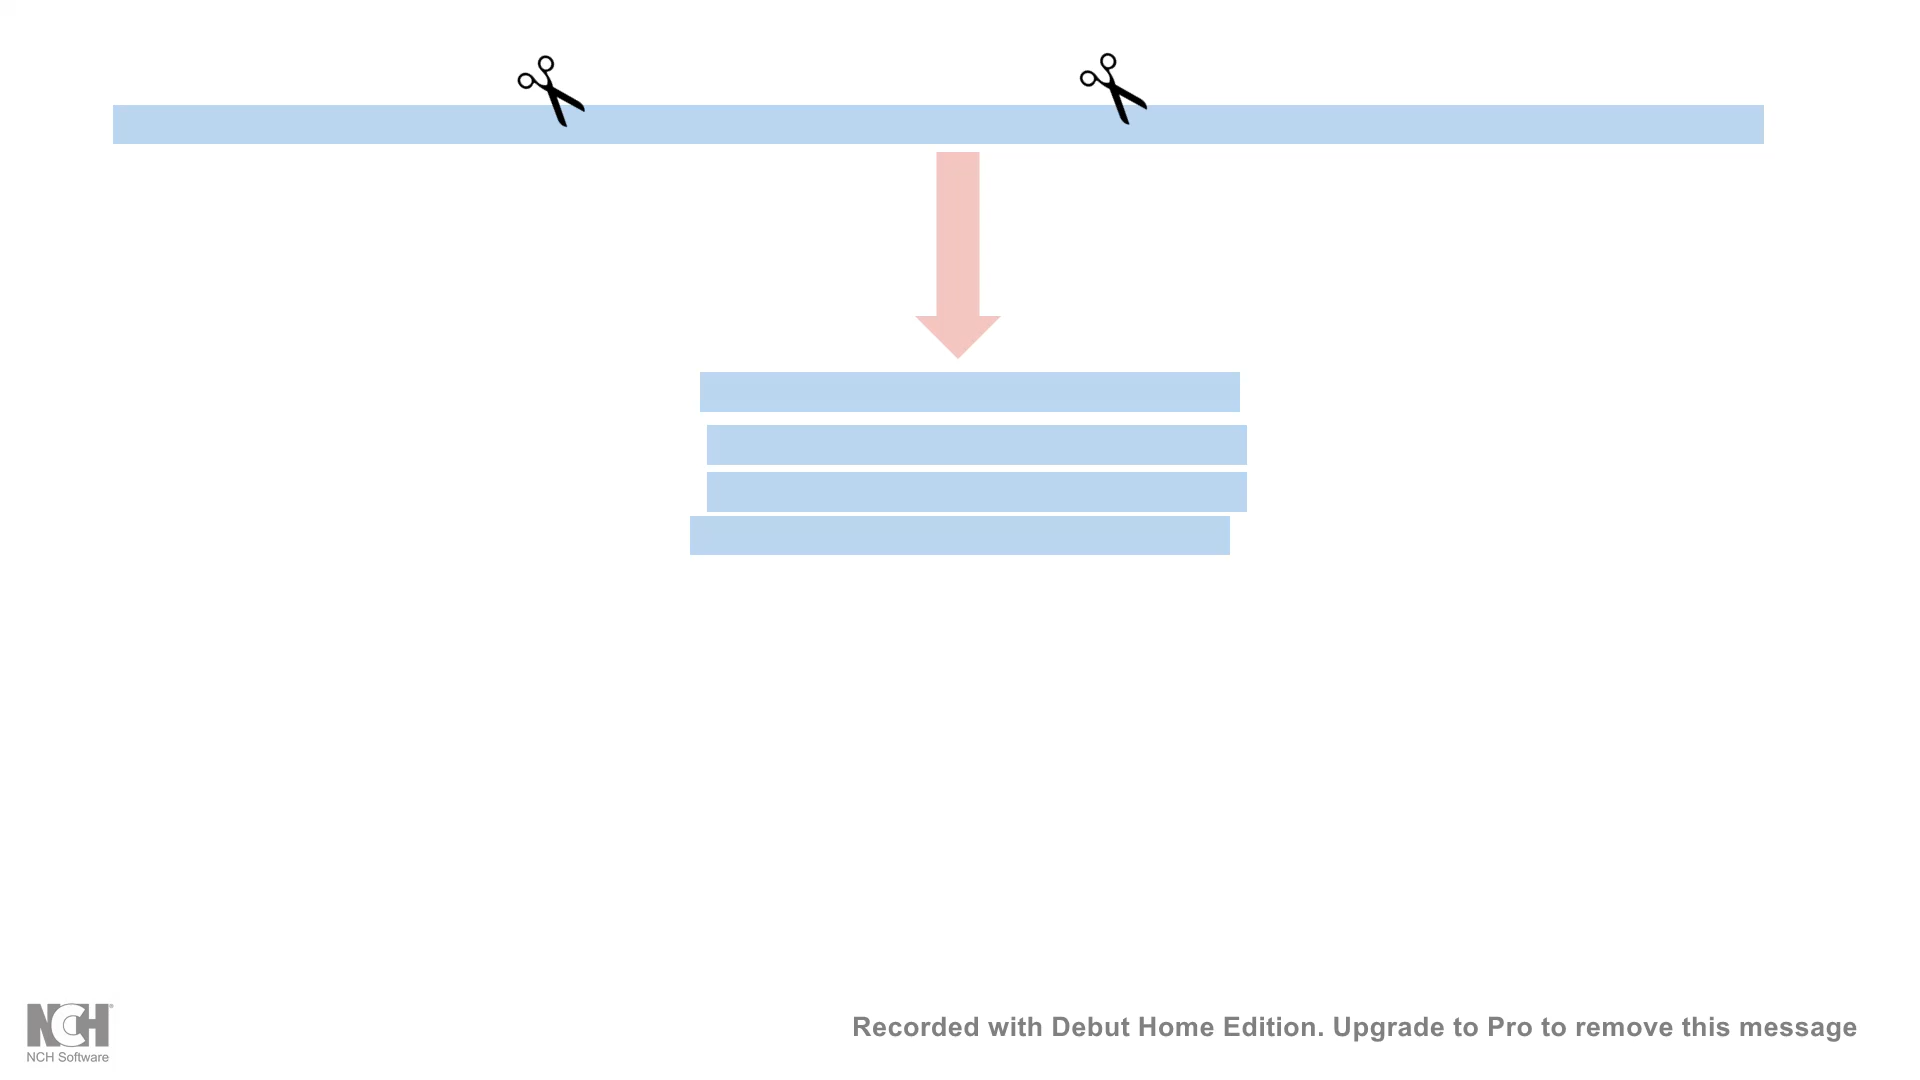 NCH
NCH Software
Recorded with Debut Home Edition. Upgrade to Pro to remove this message